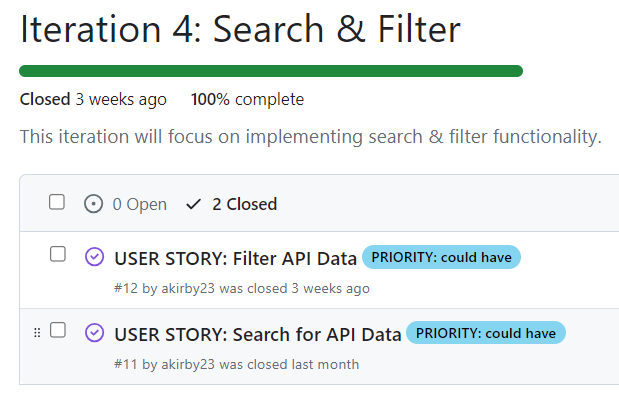 Iteration 4: Search & Filter
Closed 3 weeks ago 100% complete
This iteration will focus on implementing search & filter functionality.
0 Open 2 Closed
USER STORY: Filter API Data PRIORITY: could have
#12 by akirby23 was closed 3 weeks ago
USER STORY: Search for API Data PRIORITY: could have
#11 by akirby23 was closed last month